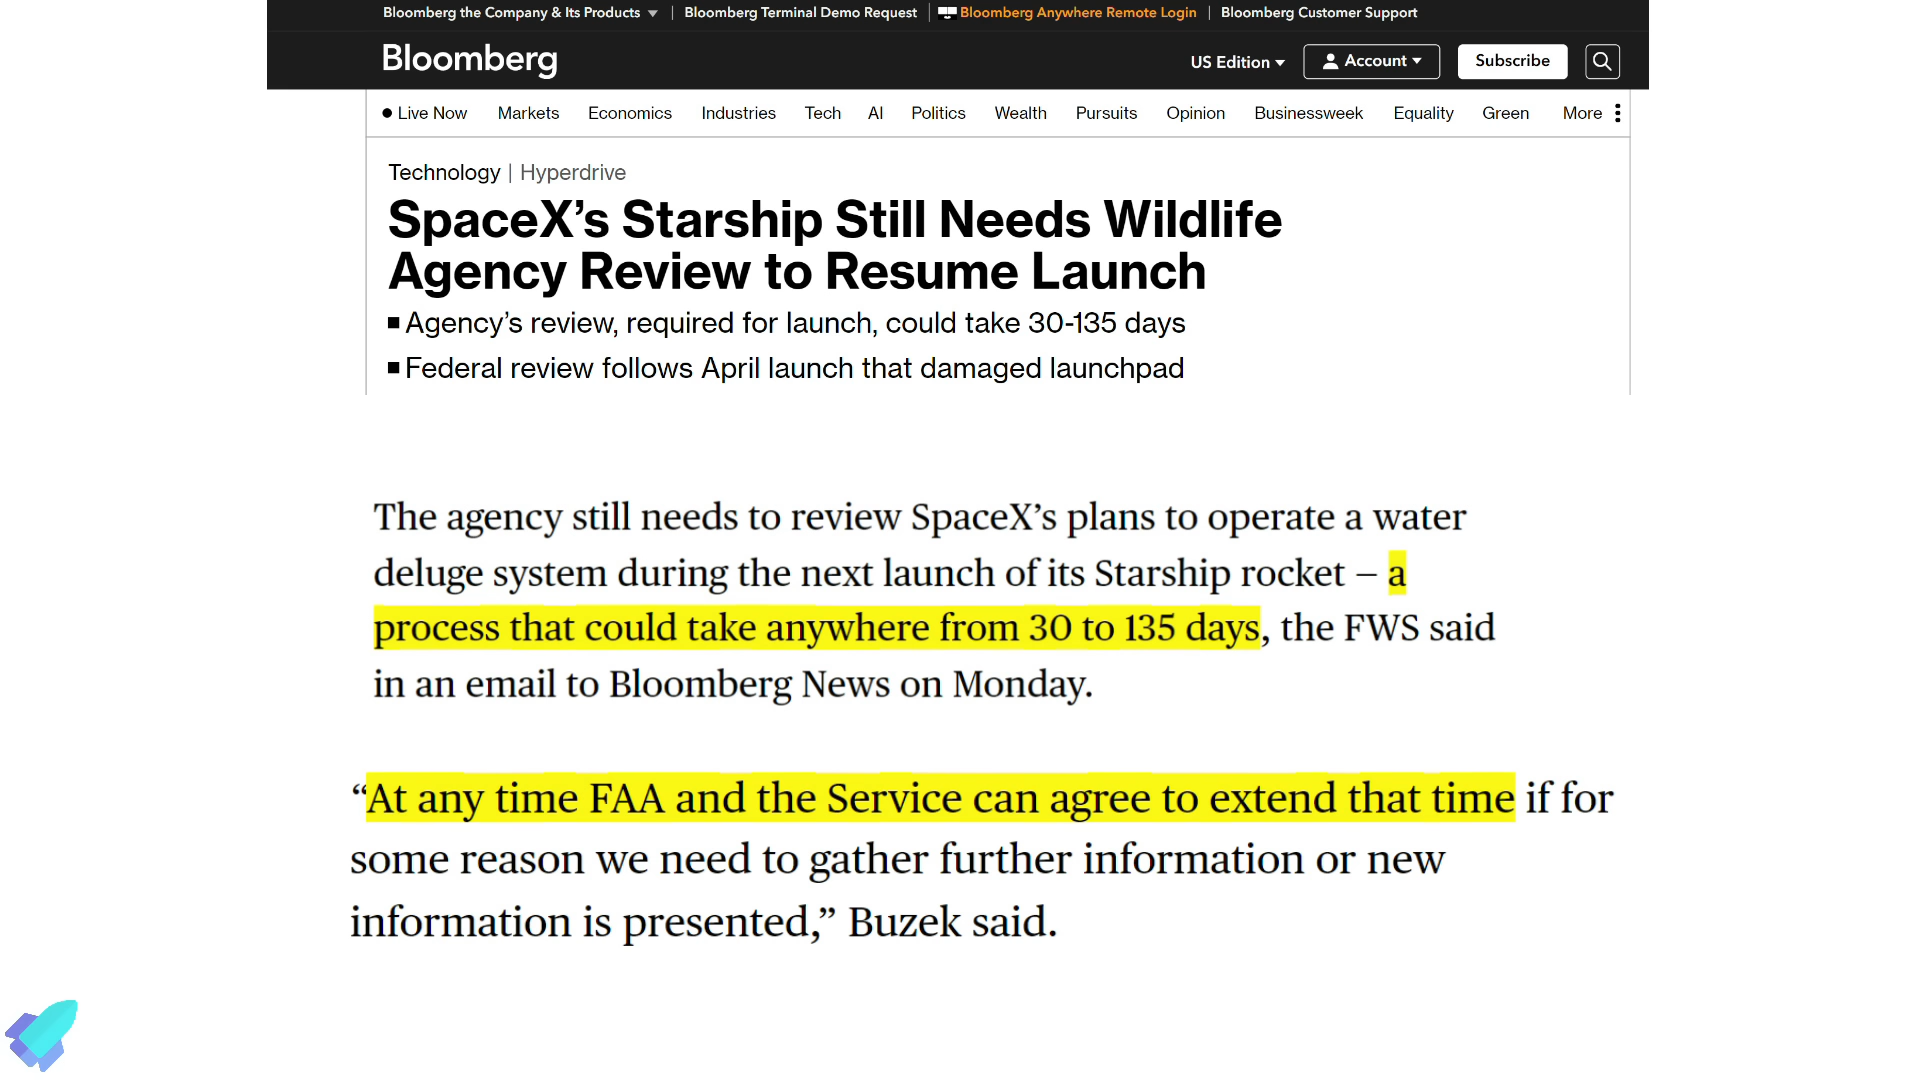 Bloomberg the Company & Its Products | Bloomberg Terminal Demo Request | Bloomberg Anywhere Remote Login | Bloomberg Customer Support
Bloomberg US Edition Account Subscribe
Live Now Markets Economics Industries Tech AI Politics Wealth Pursuits Opinion Businessweek Equality Green More
Technology | Hyperdrive
SpaceX’s Starship Still Needs Wildlife
Agency Review to Resume Launch
Agency’s review, required for launch, could take 30-135 days
Federal review follows April launch that damaged launchpad
The agency still needs to review SpaceX’s plans to operate a water
deluge system during the next launch of its Starship rocket – a
process that could take anywhere from 30 to 135 days, the FWS said
in an email to Bloomberg News on Monday.
“At any time FAA and the Service can agree to extend that time if for
some reason we need to gather further information or new
information is presented,” Buzek said.